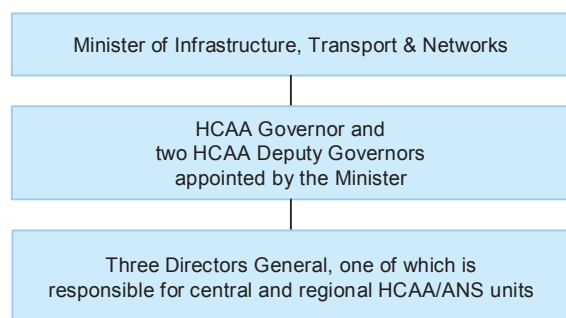 Minister of Infrastructure, Transport & Networks
HCAA Governor and
two HCAA Deputy Governors
appointed by the Minister
Three Directors General, one of which is
responsible for central and regional HCAA/ANS units